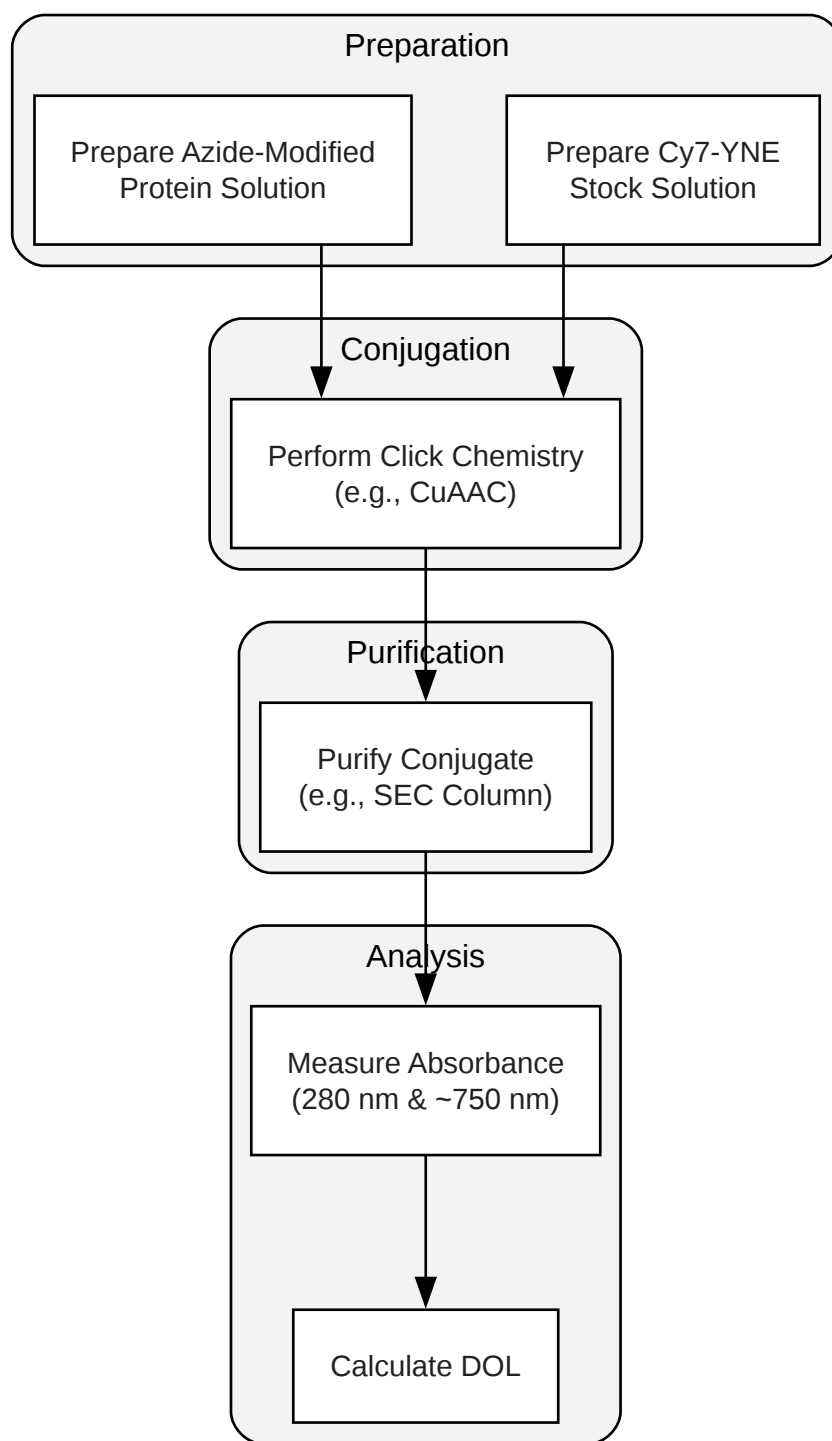 Preparation
Prepare Azide-Modified
Protein Solution
Prepare Cy7-YNE
Stock Solution
Conjugation
Perform Click Chemistry
(e.g., CuAAC)
Purification
Purify Conjugate
(e.g., SEC Column)
Analysis
Measure Absorbance
(280 nm & ~750 nm)
Calculate DOL